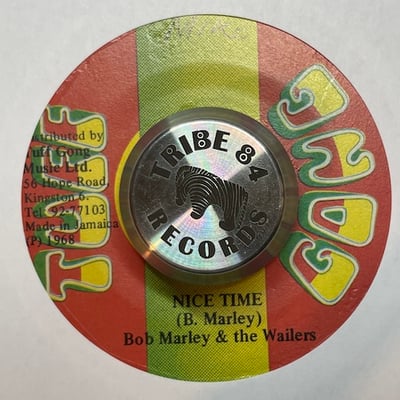 TUFF
GONG
TRIBE 84
RECORDS
istributed by
Tuff Gong
Music Ltd.
56 Hope Road,
Kingston 6.
Tel. 92-77103
Made in Jamaica
(P) 1968
NICE TIME
(B. Marley)
Bob Marley & the Wailers